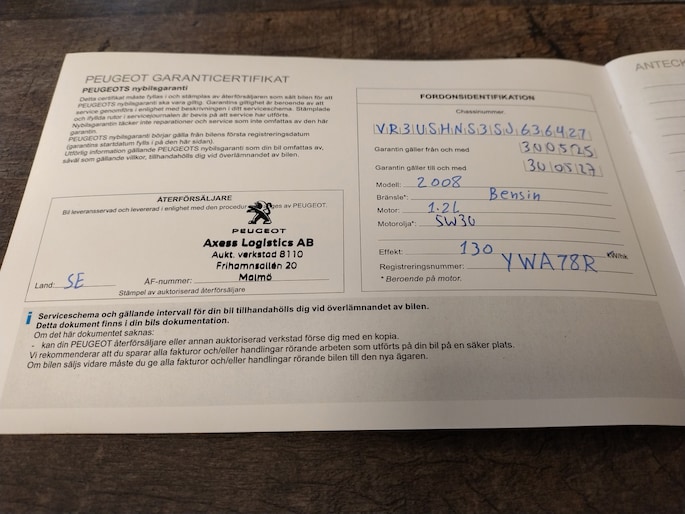 PEUGEOT GARANTICERTIFIKAT
PEUGEOTS nybilsgaranti
Detta certifikat måste fyllas i och stämplas av återförsäljaren som sålt bilen för att
PEUGEOTS nybilsgaranti ska vara giltig. Garantins giltighet är beroende av att
service genomförs i enlighet med beskrivningen i ditt serviceschema. Stämplade
och ifyllda rutor i servicejournalen är bevis på att service har utförts.
Nybilsgarantin täcker inte reparationer och service som inte omfattas av den här
garantin.
PEUGEOTS nybilsgaranti börjar gälla från bilens första registreringsdatum
(garantins startdatum fylls i på den här sidan).
Utförlig information gällande PEUGEOTS nybilsgaranti som din bil omfattas av,
såväl som gällande villkor, tillhandahålls dig vid överlämnandet av bilen.
ÅTERFÖRSÄLJARE
Bil leveransservad och levererad i enlighet med den procedur ges av PEUGEOT.
PEUGEOT
Axess Logistics AB
Aukt. verkstad 8110
Frihamnsallén 20
Malmö
Land: SE
ÅF-nummer:
Stämpel av auktoriserad återförsäljare
FORDONSIDENTIFIKATION
Chassinummer:
VR3USHNS3SJ636927
Garantin gäller från och med 300525
Garantin gäller till och med 300527
Modell: 2008
Bränsle*: Bensin
Motor: 1.2L
Motorolja*: 5W30
Effekt: 130 kW/hk
Registreringsnummer: YWA78R
* Beroende på motor.
i Serviceschema och gällande intervall för din bil tillhandahölls dig vid överlämnandet av bilen.
Detta dokument finns i din bils dokumentation.
Om det här dokumentet saknas:
- kan din PEUGEOT återförsäljare eller annan auktoriserad verkstad förse dig med en kopia.
Vi rekommenderar att du sparar alla fakturor och/eller handlingar rörande arbeten som utförts på din bil på en säker plats.
Om bilen säljs vidare måste du ge alla fakturor och/eller handlingar rörande bilen till den nya ägaren.
ANTECK